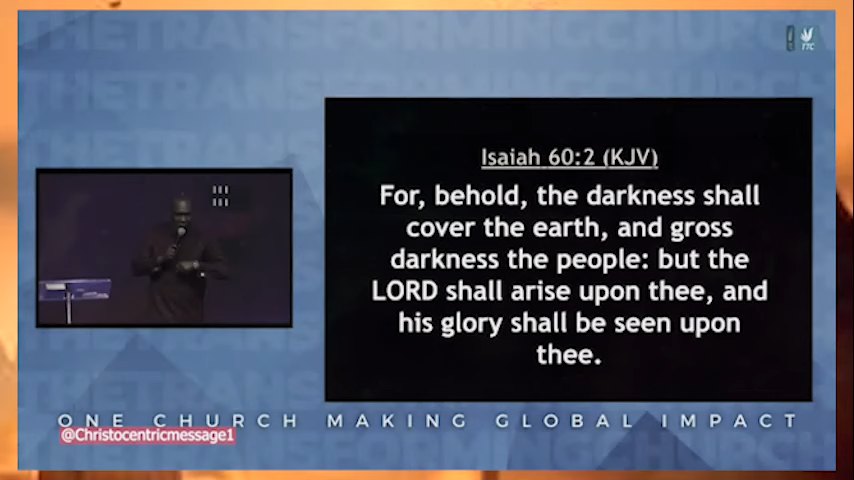 THETRANSFORMINGCHURCH
TTC
Isaiah 60:2 (KJV)
For, behold, the darkness shall
cover the earth, and gross
darkness the people: but the
LORD shall arise upon thee, and
his glory shall be seen upon
thee.
ONE CHURCH MAKING GLOBAL IMPACT
@Christocentricmessage1